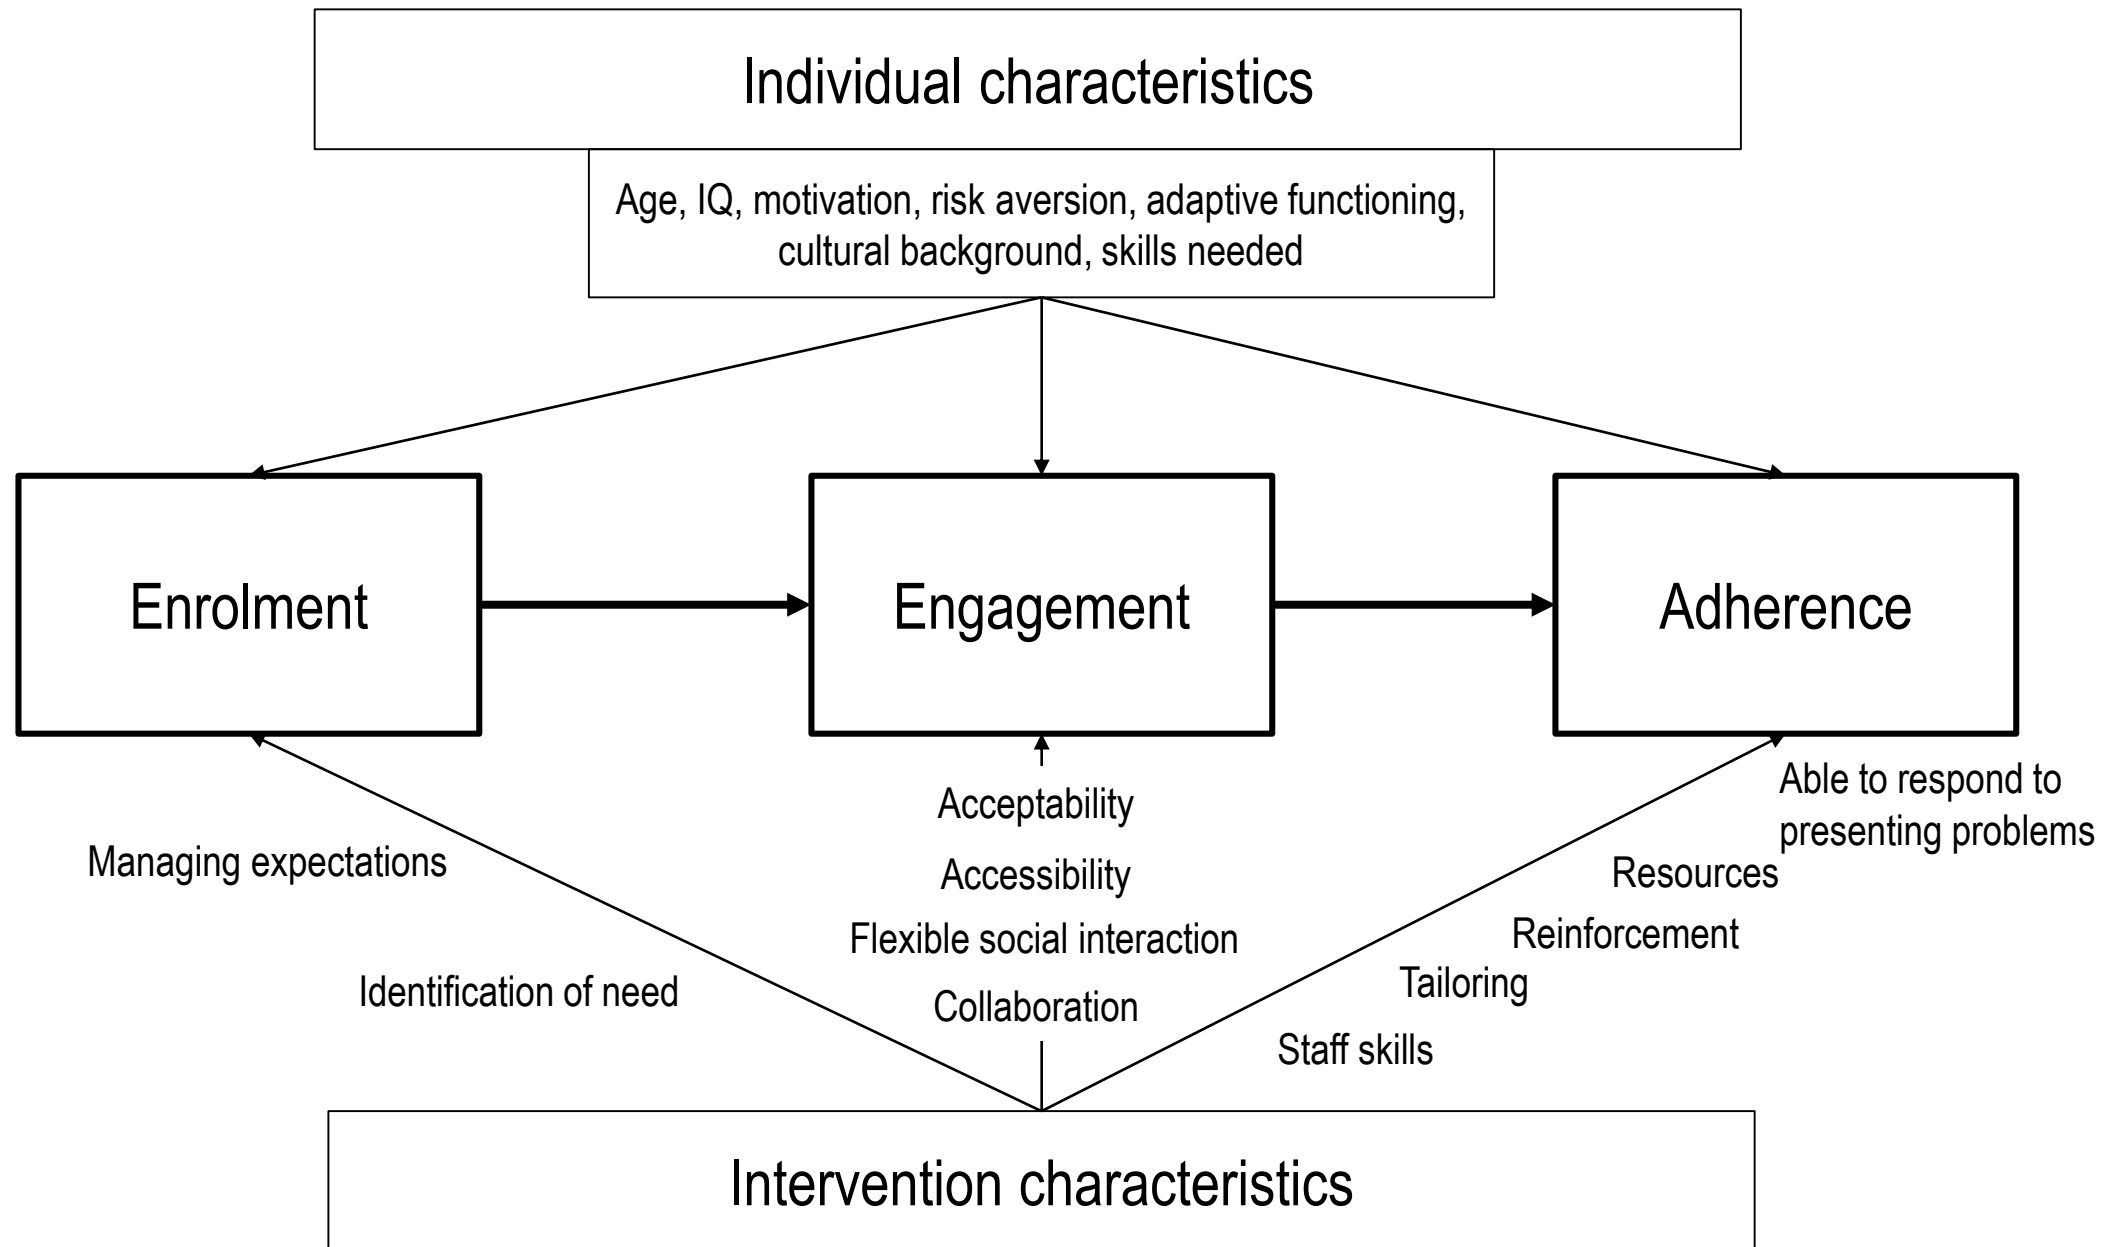 Individual characteristics
Age, IQ, motivation, risk aversion, adaptive functioning,
cultural background, skills needed
Enrolment
Engagement
Adherence
Managing expectations
Identification of need
Acceptability
Accessibility
Flexible social interaction
Collaboration
Able to respond to
presenting problems
Resources
Reinforcement
Tailoring
Staff skills
Intervention characteristics